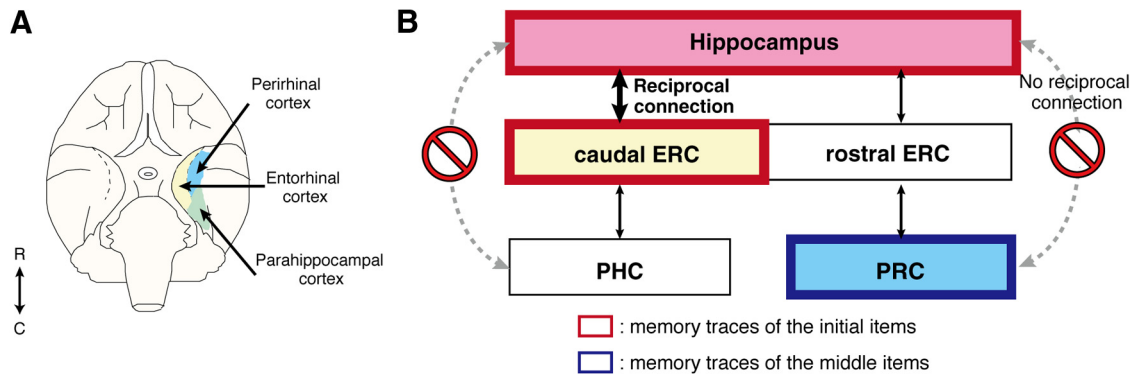 A
Perirhinal
cortex
Entorhinal
cortex
Parahippocampal
cortex
R
C
B
Hippocampus
Reciprocal
connection
No reciprocal
connection
caudal ERC
rostral ERC
PHC
PRC
: memory traces of the initial items
: memory traces of the middle items